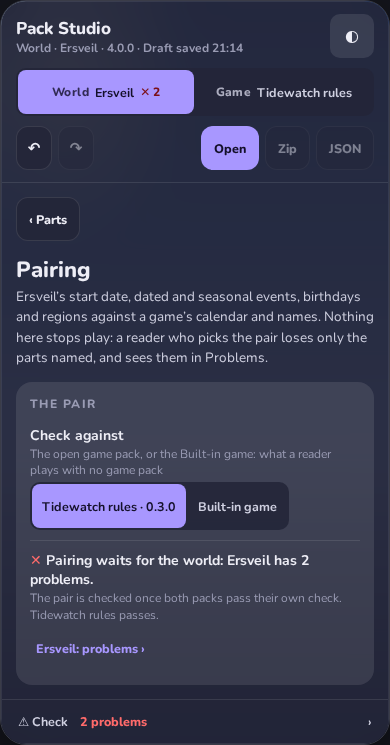 Pack Studio
World · Ersveil · 4.0.0 · Draft saved 21:14
World Ersveil × 2 Game Tidewatch rules
Open Zip JSON
‹ Parts
Pairing
Ersveil's start date, dated and seasonal events, birthdays
and regions against a game's calendar and names. Nothing
here stops play: a reader who picks the pair loses only the
parts named, and sees them in Problems.
THE PAIR
Check against
The open game pack, or the Built-in game: what a reader
plays with no game pack
Tidewatch rules · 0.3.0 Built-in game
× Pairing waits for the world: Ersveil has 2
problems.
The pair is checked once both packs pass their own check.
Tidewatch rules passes.
Ersveil: problems ›
⚠ Check 2 problems ›